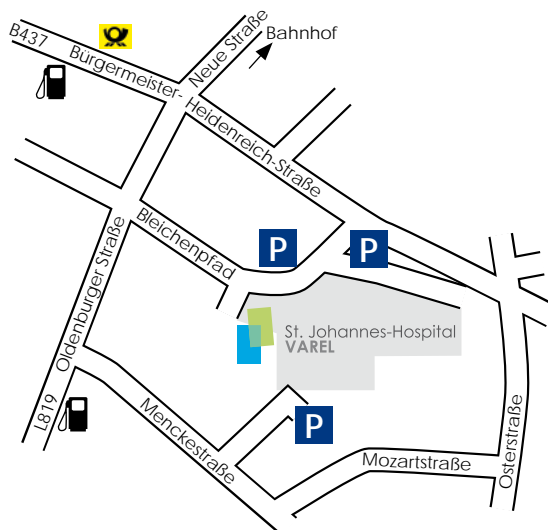 B437
Bürgermeister-
Heidenreich-Straße
Neue Straße
Bahnhof
Bleichenpfad
P
P
Oldenburger Straße
St. Johannes-Hospital
VAREL
L819
Menckestraße
P
Mozartstraße
Osterstraße